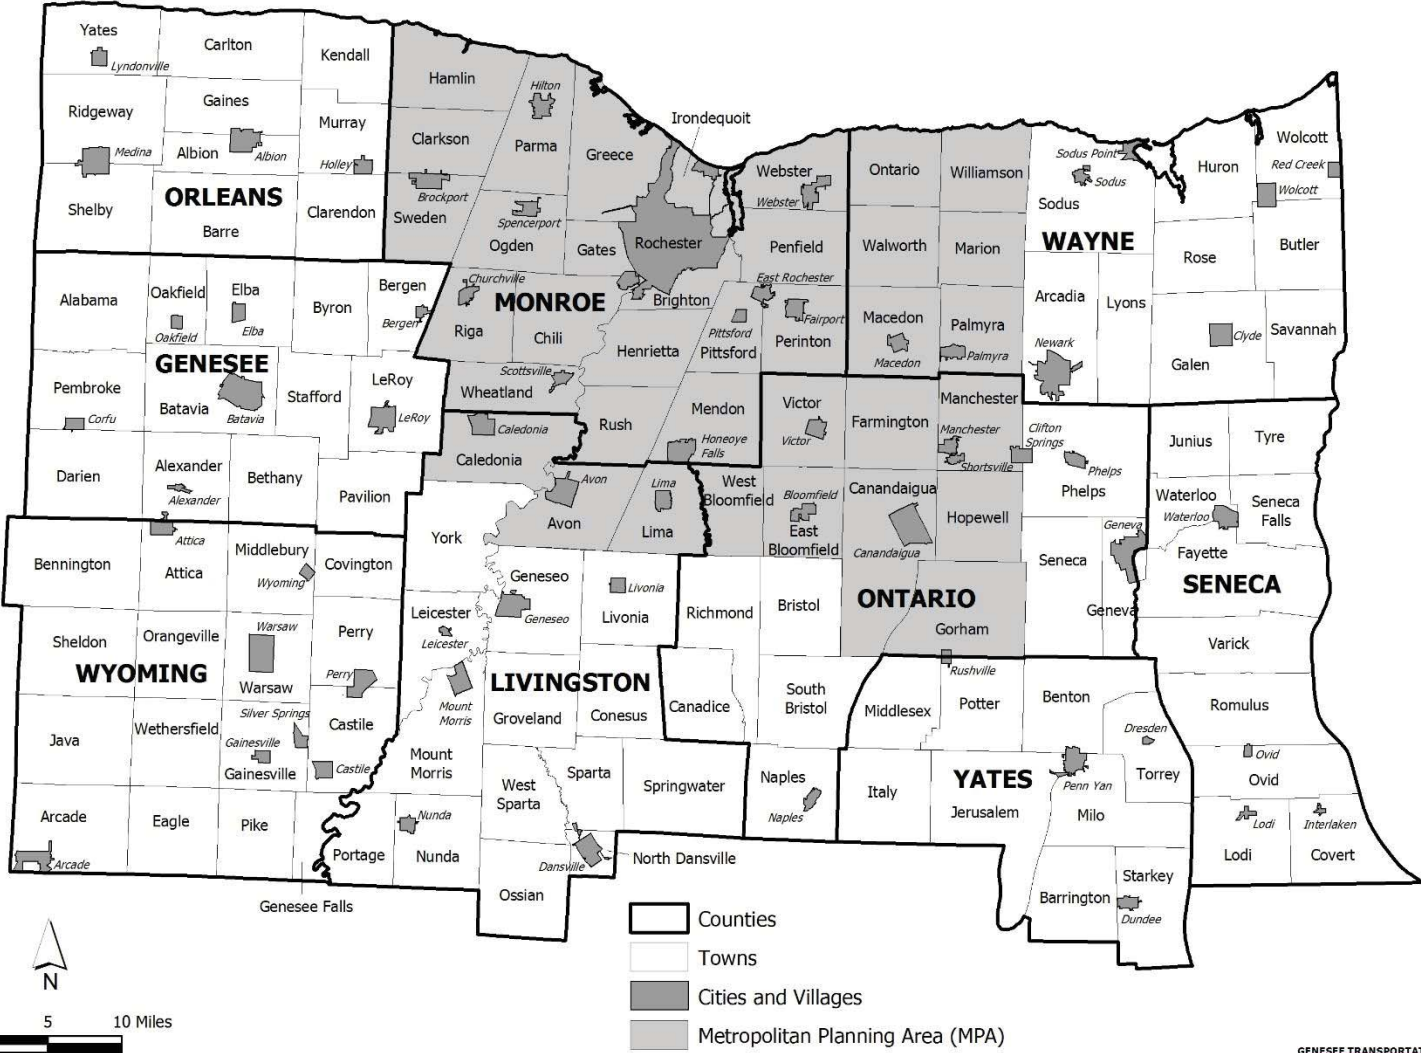 Yates
Lyndonville
Carlton
Kendall
Ridgeway
Gaines
Murray
Medina
Albion
Albion
Holley
Shelby
ORLEANS
Barre
Clarendon
Hamlin
Hilton
Clarkson
Parma
Greece
Irondequoit
Brockport
Sweden
Spencerport
Ogden
Gates
Rochester
Webster
Webster
Penfield
East Rochester
Churchville
MONROE
Brighton
Riga
Chili
Henrietta
Pittsford
Pittsford
Fairport
Perinton
Scottsville
Wheatland
Rush
Mendon
Honeoye
Falls
Ontario
Williamson
Sodus Point
Sodus
Sodus
Huron
Wolcott
Red Creek
Wolcott
Walworth
Marion
WAYNE
Rose
Butler
Arcadia
Lyons
Macedon
Macedon
Palmyra
Palmyra
Newark
Clyde
Galen
Savannah
Alabama
Oakfield
Oakfield
Elba
Elba
Byron
Bergen
Bergen
GENESEE
Pembroke
Corfu
Batavia
Batavia
Stafford
LeRoy
LeRoy
Darien
Alexander
Alexander
Bethany
Pavilion
Caledonia
Caledonia
Avon
Avon
Lima
Lima
Victor
Victor
Farmington
Manchester
Manchester
Shortsville
Clifton
Springs
Phelps
Phelps
West
Bloomfield
Bloomfield
East
Bloomfield
Canandaigua
Canandaigua
Hopewell
Seneca
Geneva
Geneva
ONTARIO
Gorham
Junius
Tyre
Waterloo
Waterloo
Seneca
Falls
Fayette
SENECA
Varick
Romulus
Ovid
Ovid
Lodi
Lodi
Interlaken
Covert
Bennington
Attica
Attica
Middlebury
Wyoming
Covington
Sheldon
Orangeville
Warsaw
Warsaw
Perry
Perry
WYOMING
Java
Wethersfield
Silver Springs
Gainesville
Gainesville
Castile
Castile
Arcade
Arcade
Eagle
Pike
Genesee Falls
York
Leicester
Leicester
Geneseo
Geneseo
Livonia
Livonia
Mount
Morris
LIVINGSTON
Groveland
Conesus
Mount
Morris
West
Sparta
Sparta
Springwater
Portage
Nunda
Nunda
Dansville
North Dansville
Ossian
Richmond
Bristol
Canadice
South
Bristol
Naples
Naples
Rushville
Middlesex
Potter
Benton
Dresden
Italy
YATES
Jerusalem
Penn Yan
Torrey
Milo
Barrington
Starkey
Dundee
Counties
Towns
Cities and Villages
Metropolitan Planning Area (MPA)
N
5 10 Miles
GENESEE TRANSPORTAT